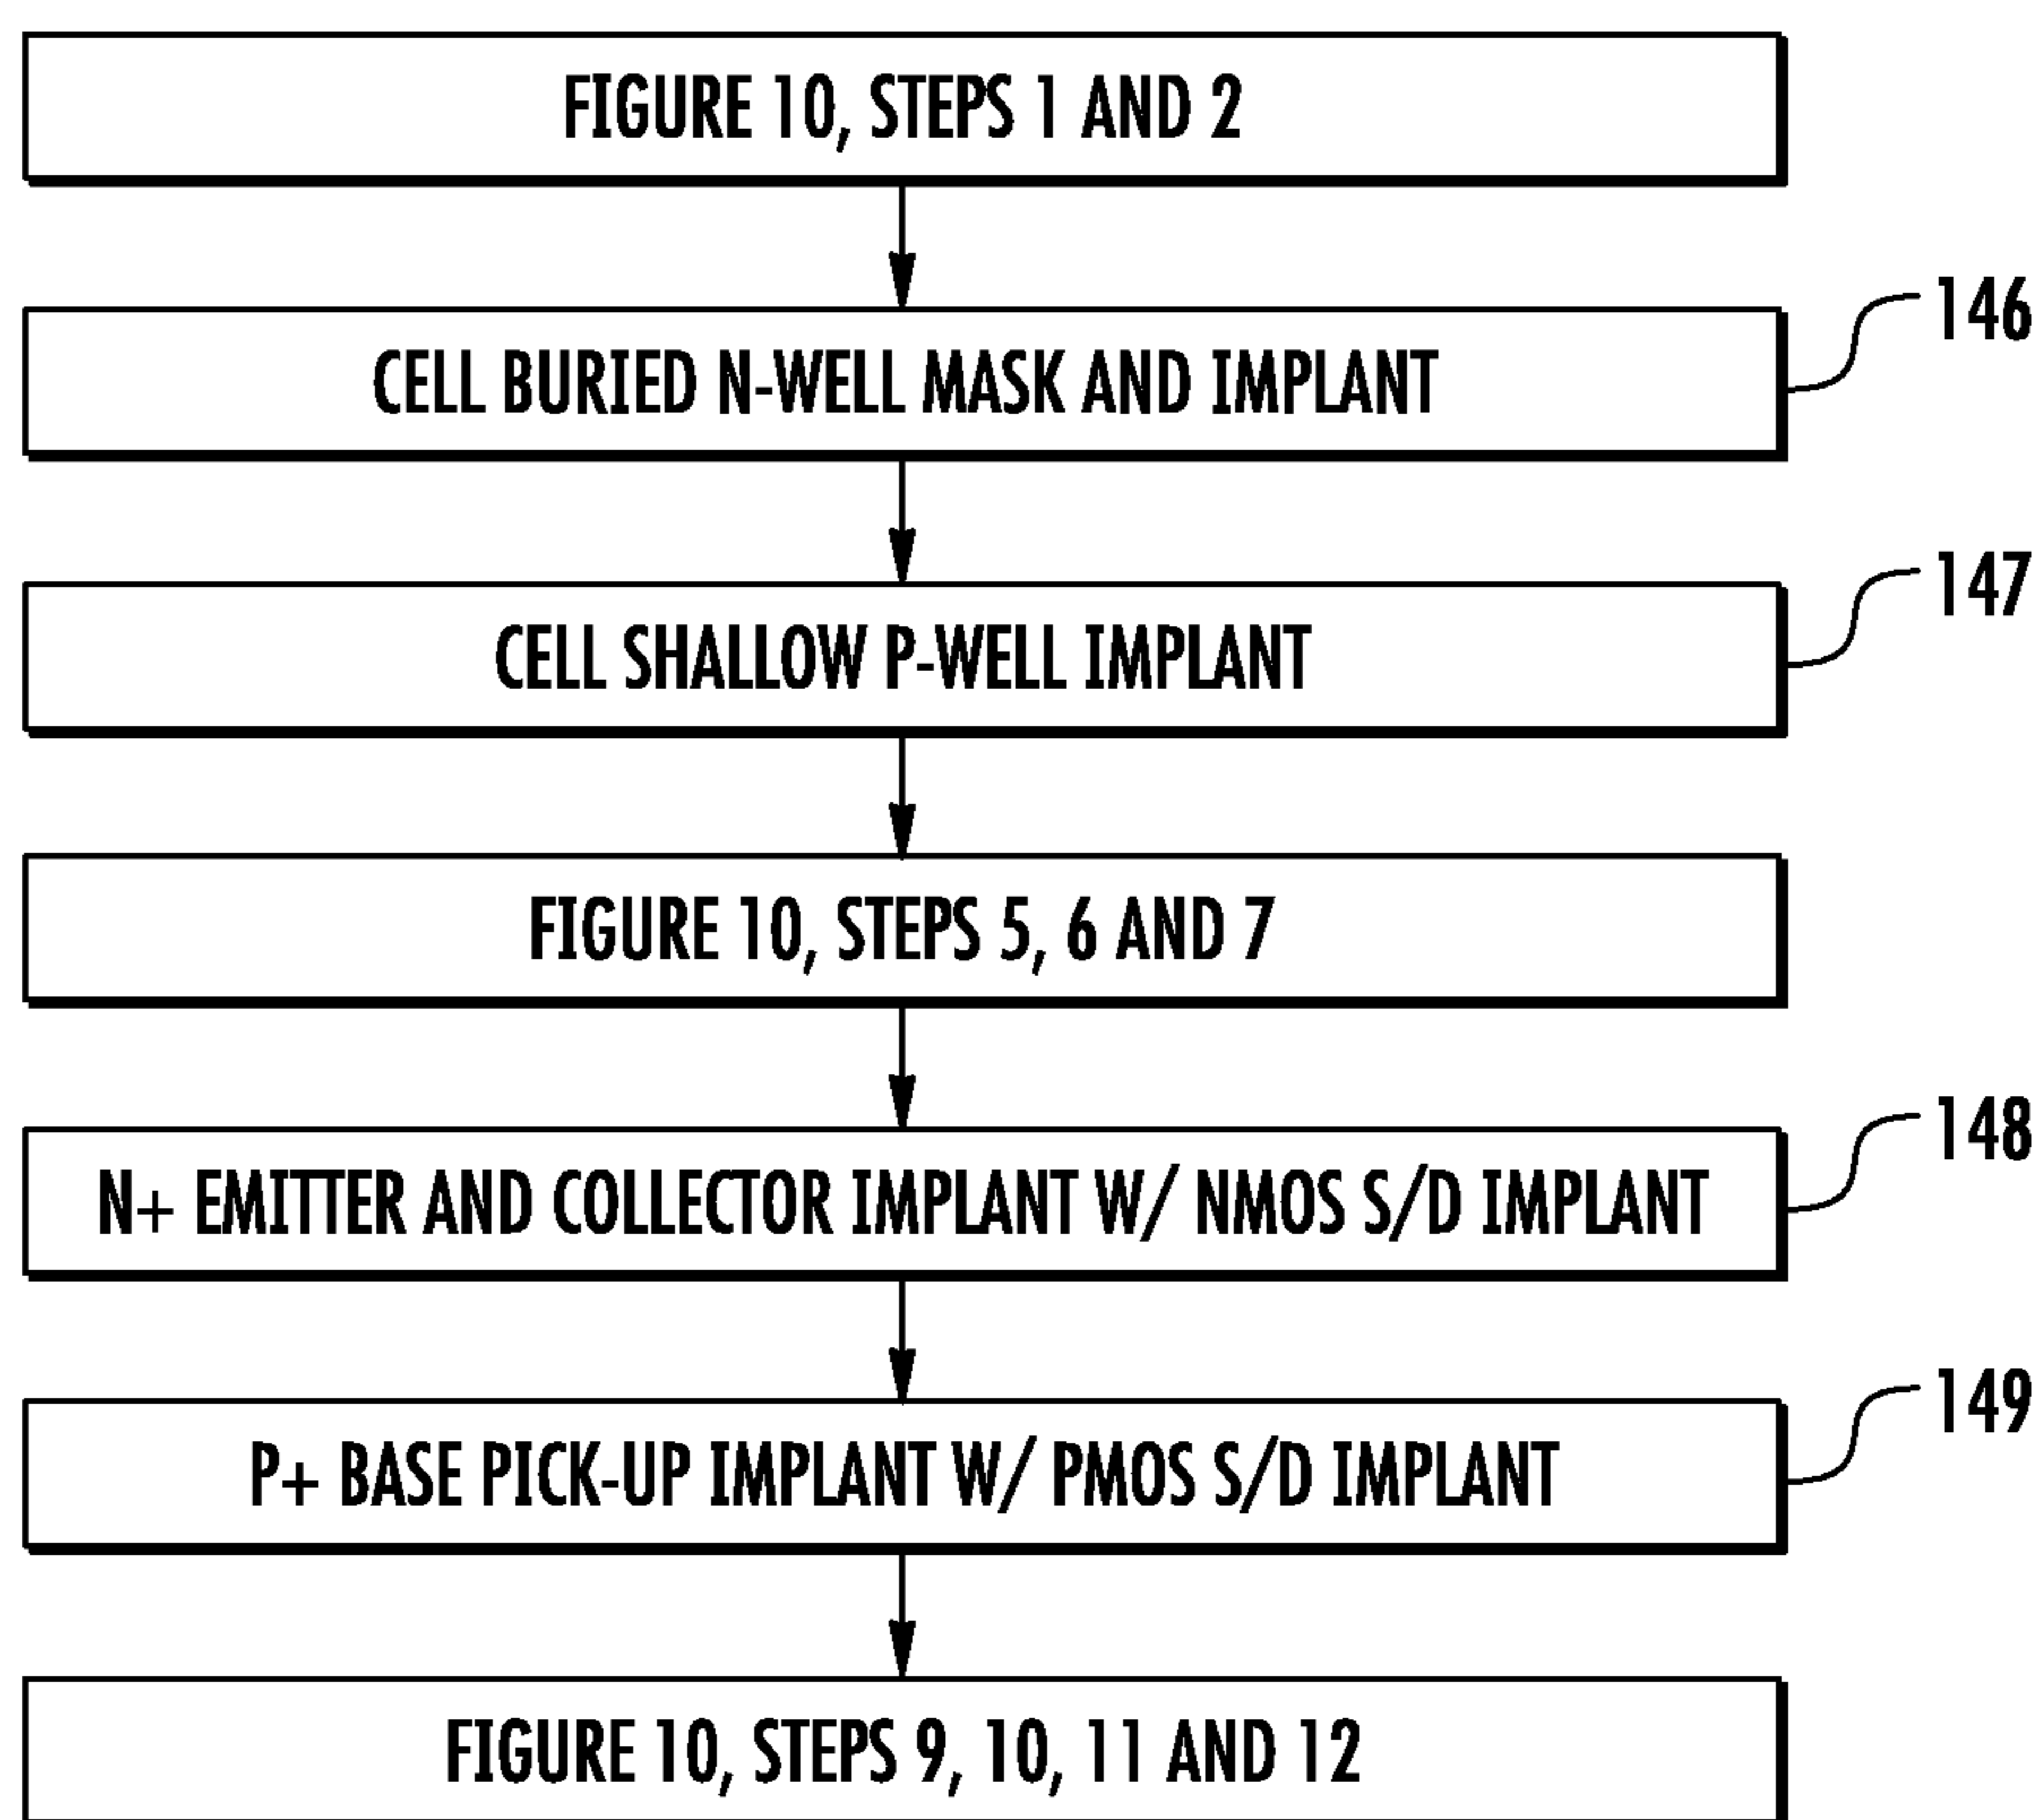 FIGURE 10, STEPS 1 AND 2
146
CELL BURIED N-WELL MASK AND IMPLANT
147
CELL SHALLOW P-WELL IMPLANT
FIGURE 10, STEPS 5, 6 AND 7
148
N+ EMITTER AND COLLECTOR IMPLANT W/ NMOS S/D IMPLANT
149
P+ BASE PICK-UP IMPLANT W/ PMOS S/D IMPLANT
FIGURE 10, STEPS 9, 10, 11 AND 12